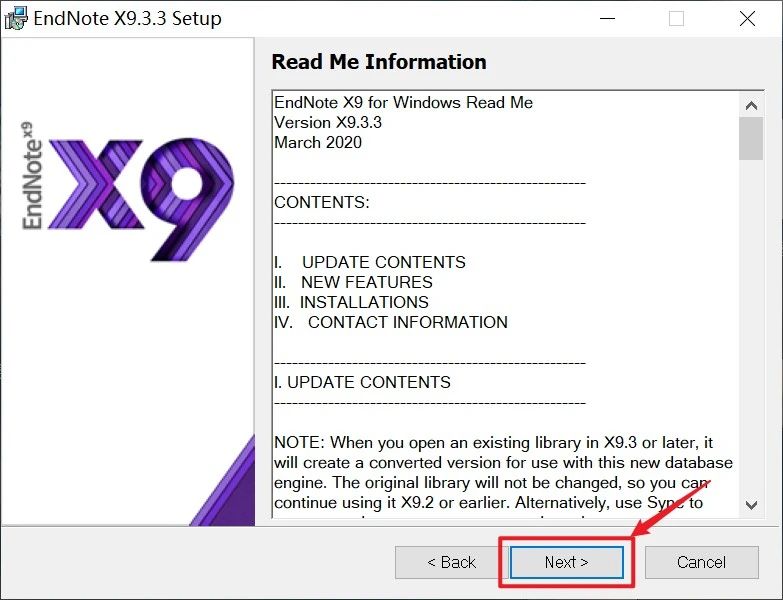 EndNote X9.3.3 Setup
EndNote X9
X9
Read Me Information
EndNote X9 for Windows Read Me
Version X9.3.3
March 2020
------------------------------------------------------------
CONTENTS:
------------------------------------------------------------
I. UPDATE CONTENTS
II. NEW FEATURES
III. INSTALLATIONS
IV. CONTACT INFORMATION
------------------------------------------------------------
I. UPDATE CONTENTS
------------------------------------------------------------
NOTE: When you open an existing library in X9.3 or later, it
will create a converted version for use with this new database
engine. The original library will not be changed, so you can
continue using it X9.2 or earlier. Alternatively, use Sync to
< Back
Next >
Cancel